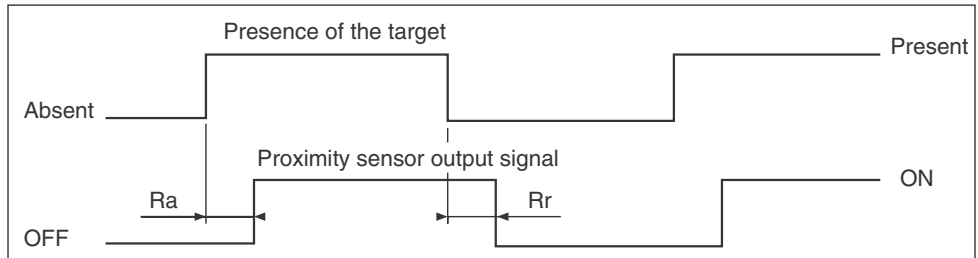 Presence of the target
Present
Absent
Proximity sensor output signal
ON
Ra
Rr
OFF